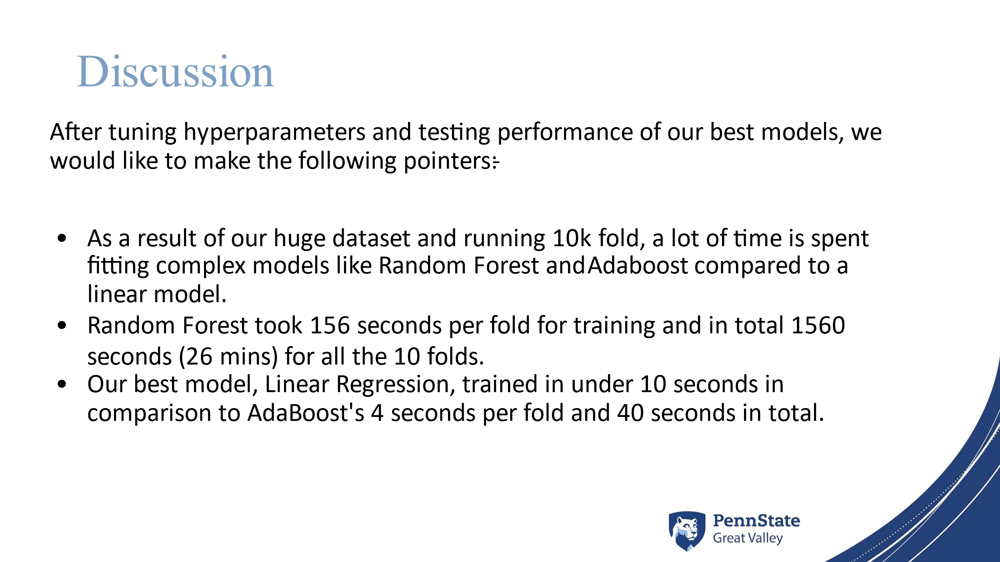 Discussion
After tuning hyperparameters and testing performance of our best models, we
would like to make the following pointers:-
• As a result of our huge dataset and running 10k fold, a lot of time is spent
fitting complex models like Random Forest andAdaboost compared to a
linear model.
• Random Forest took 156 seconds per fold for training and in total 1560
seconds (26 mins) for all the 10 folds.
• Our best model, Linear Regression, trained in under 10 seconds in
comparison to AdaBoost's 4 seconds per fold and 40 seconds in total.
PennState
Great Valley